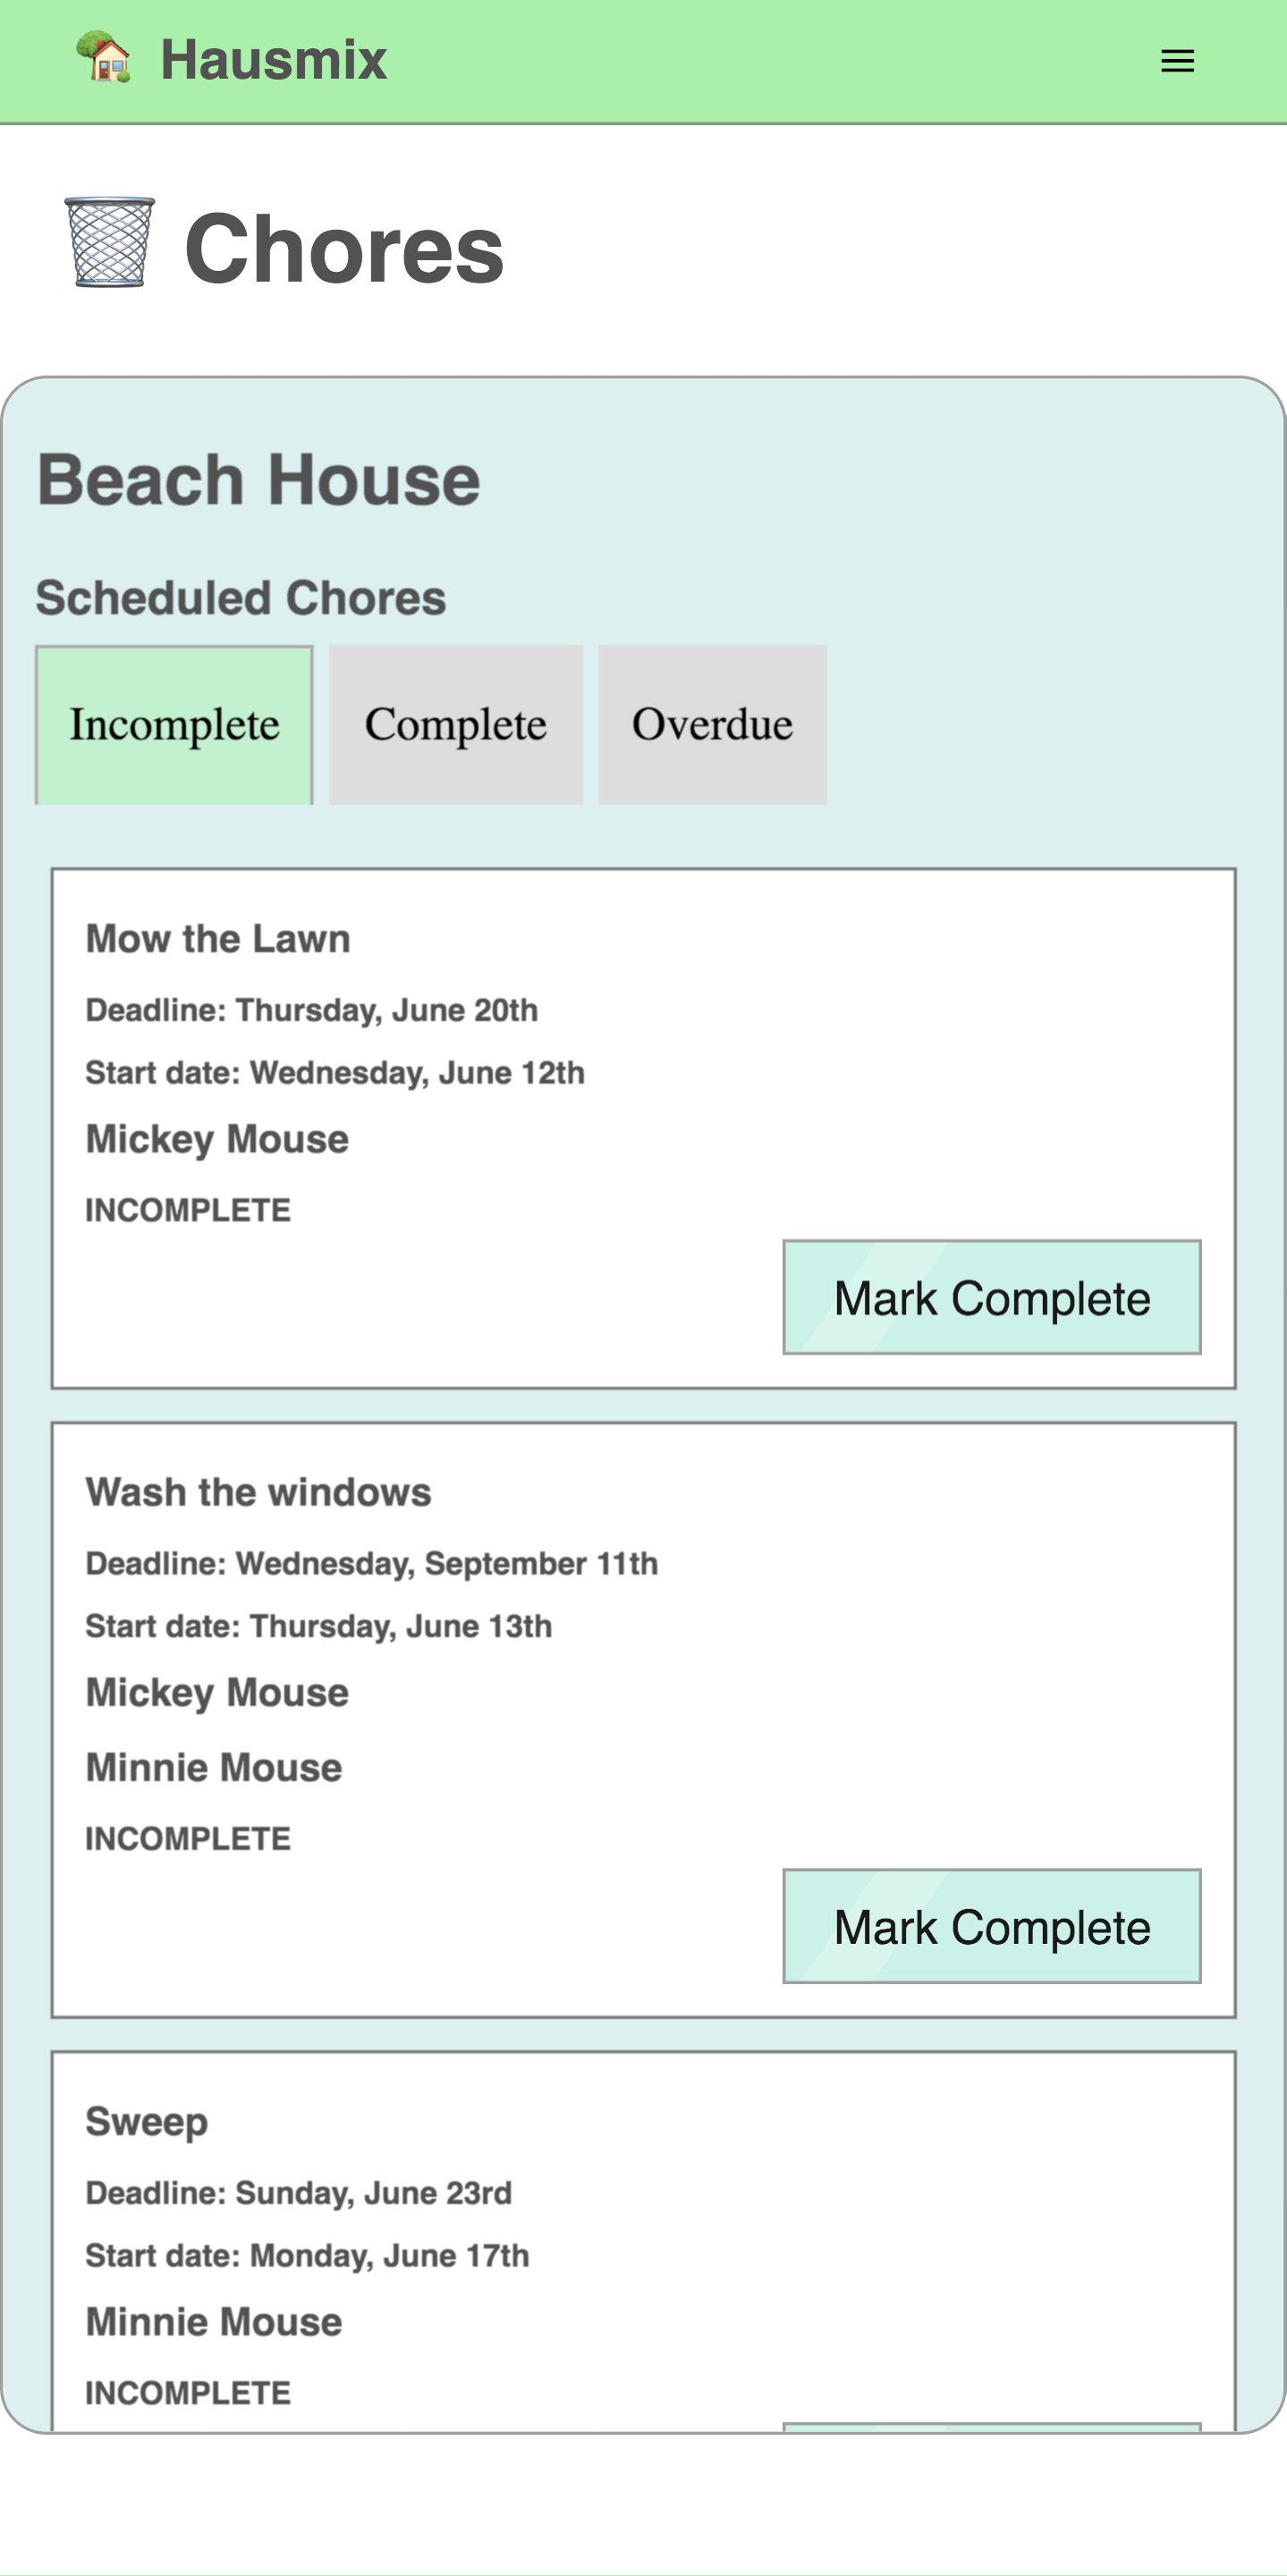 Hausmix
Chores
Beach House
Scheduled Chores
Incomplete Complete Overdue
Mow the Lawn
Deadline: Thursday, June 20th
Start date: Wednesday, June 12th
Mickey Mouse
INCOMPLETE
Mark Complete
Wash the windows
Deadline: Wednesday, September 11th
Start date: Thursday, June 13th
Mickey Mouse
Minnie Mouse
INCOMPLETE
Mark Complete
Sweep
Deadline: Sunday, June 23rd
Start date: Monday, June 17th
Minnie Mouse
INCOMPLETE